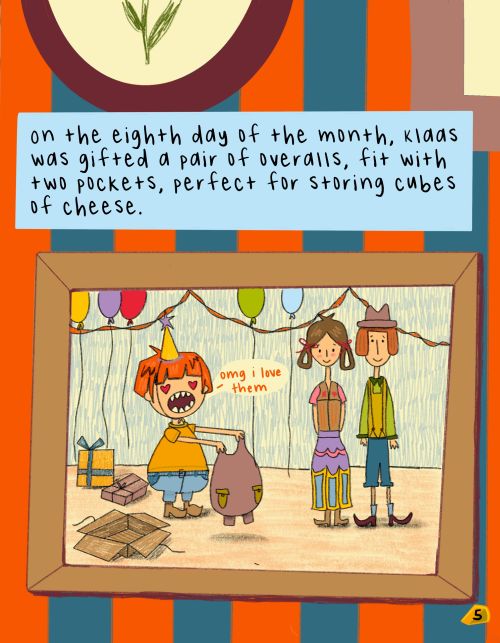 on the eighth day of the month, Klaas
was gifted a pair of overalls, fit with
two pockets, perfect for storing cubes
of cheese.
omg i love
them
5